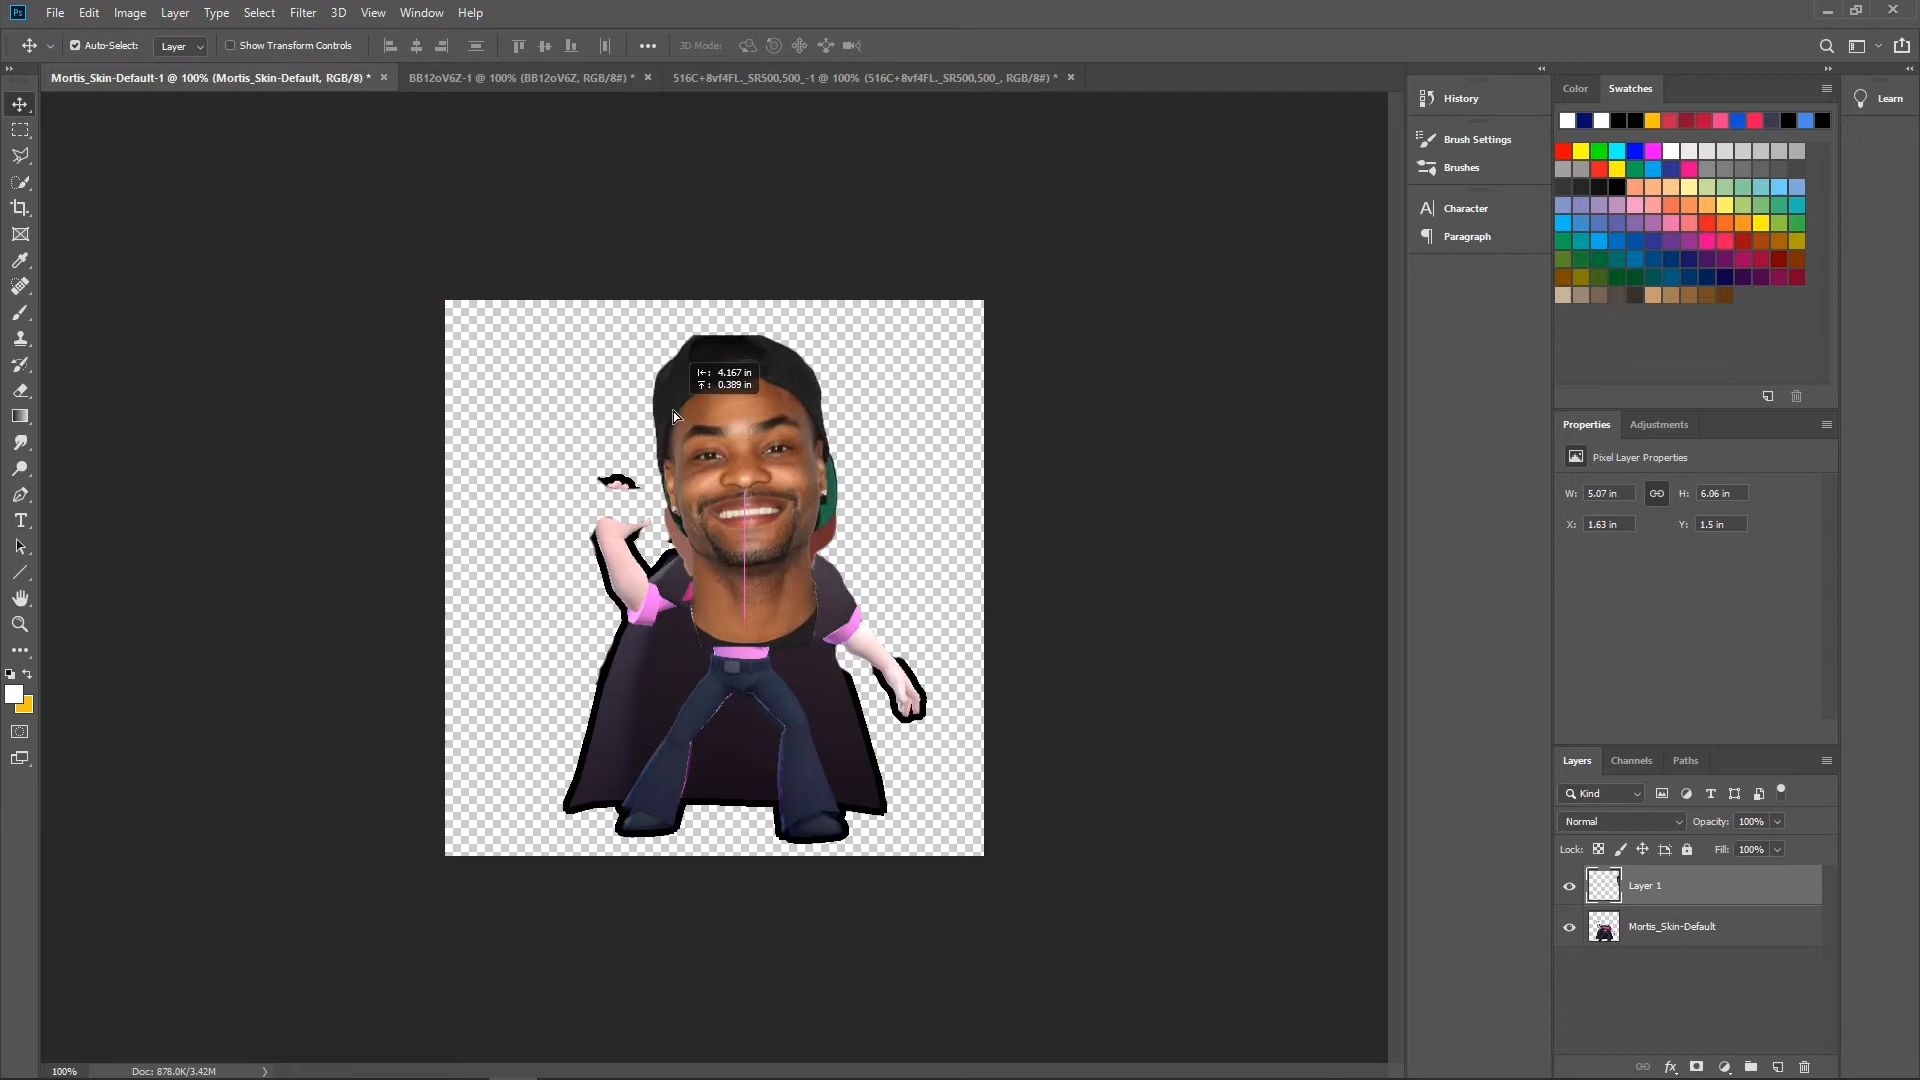 Ps File Edit Image Layer Type Select Filter 3D View Window Help
Auto-Select: Layer Show Transform Controls 3D Mode:
Mortis_Skin-Default-1 @ 100% (Mortis_Skin-Default, RGB/8) * BB12oV6Z-1 @ 100% (BB12oV6Z, RGB/8#) * 516C+8vf4FL._SR500,500_-1 @ 100% (516C+8vf4FL._SR500,500_, RGB/8#) *
History
Brush Settings
Brushes
Character
Paragraph
Color Swatches
Learn
4.167 in
0.389 in
Properties Adjustments
Pixel Layer Properties
W: 5.07 in H: 6.06 in
X: 1.63 in Y: 1.5 in
Layers Channels Paths
Kind
Normal Opacity: 100%
Lock: Fill: 100%
Layer 1
Mortis_Skin-Default
100% Doc: 878.0K/3.42M